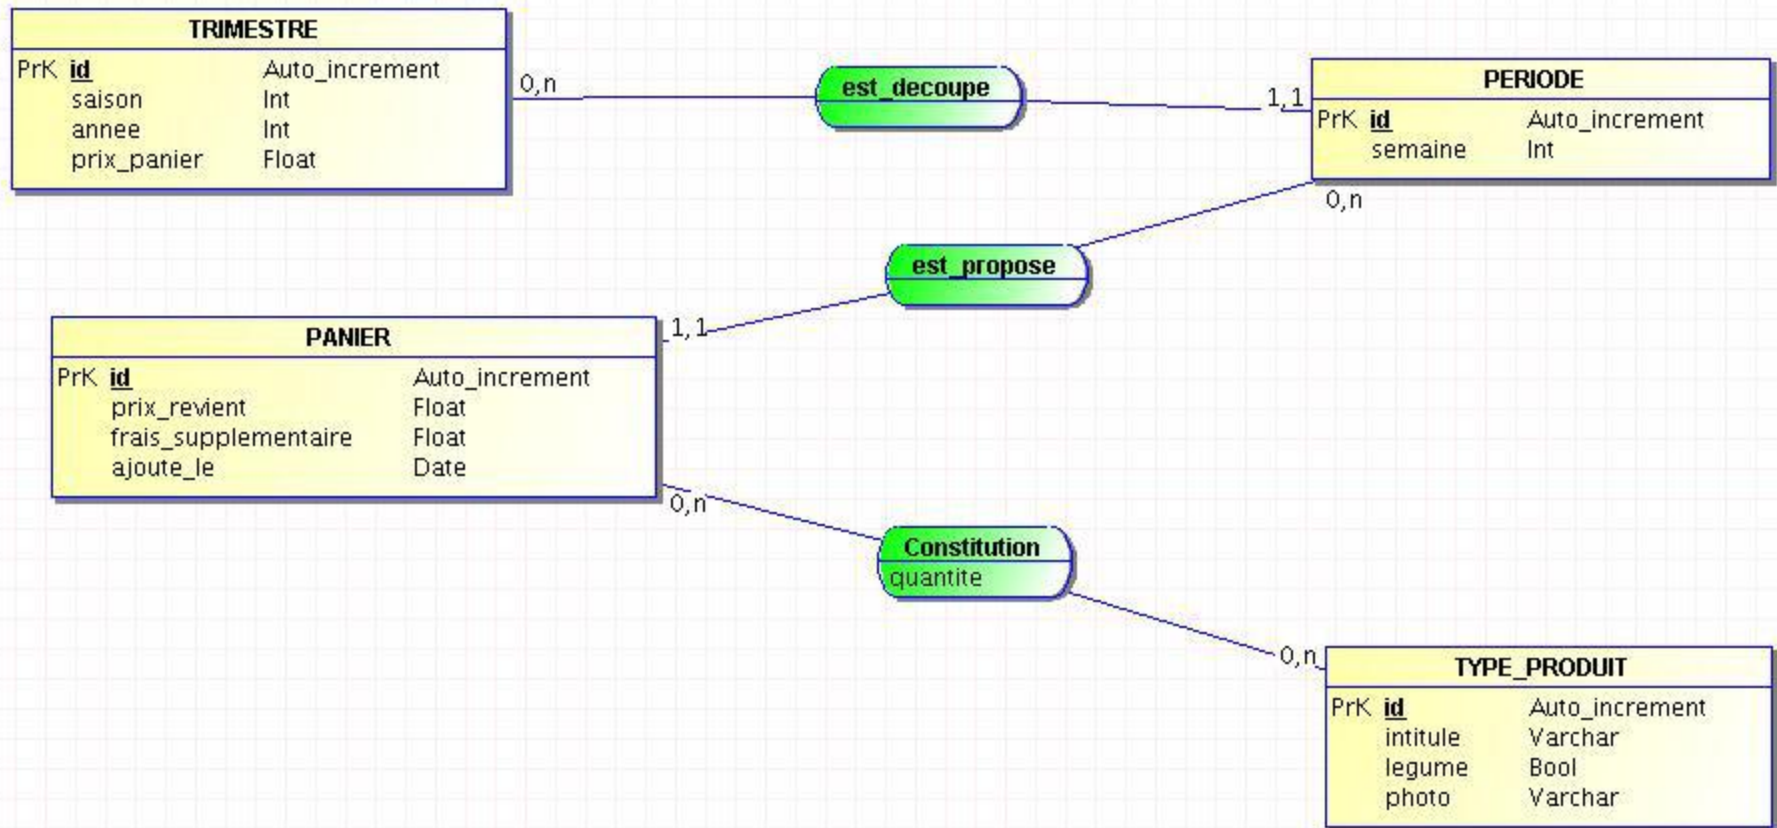 TRIMESTRE
PrK id Auto_increment
saison Int
annee Int
prix_panier Float
0,n
est_decoupe
1,1
PERIODE
PrK id Auto_increment
semaine Int
0,n
est_propose
1,1
PANIER
PrK id Auto_increment
prix_revient Float
frais_supplementaire Float
ajoute_le Date
0,n
Constitution
quantite
0,n
TYPE_PRODUIT
PrK id Auto_increment
intitule Varchar
legume Bool
photo Varchar